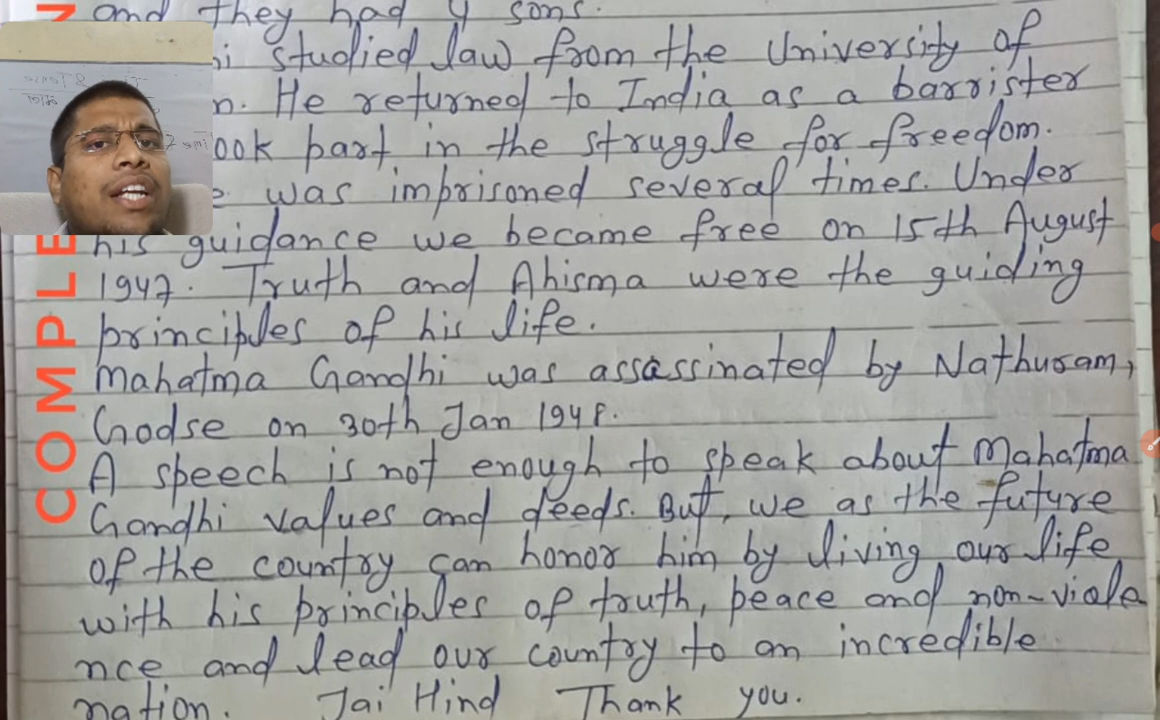 and they had 4 sons.
studied law from the University of
n. He returned to India as a barrister
ook part in the struggle for freedom.
e was imprisoned several times. Under
his guidance we became free on 15th August
1947. Truth and Ahisma were the guiding
principles of his life.
Mahatma Gandhi was assassinated by Nathuram,
Godse on 30th Jan 1948.
A speech is not enough to speak about Mahatma
Gandhi values and deeds. But, we as the future
of the country can honor him by living our life
with his principles of truth, peace and non-viole
nce and lead our country to an incredible
nation. Jai Hind Thank you.
COMPLE